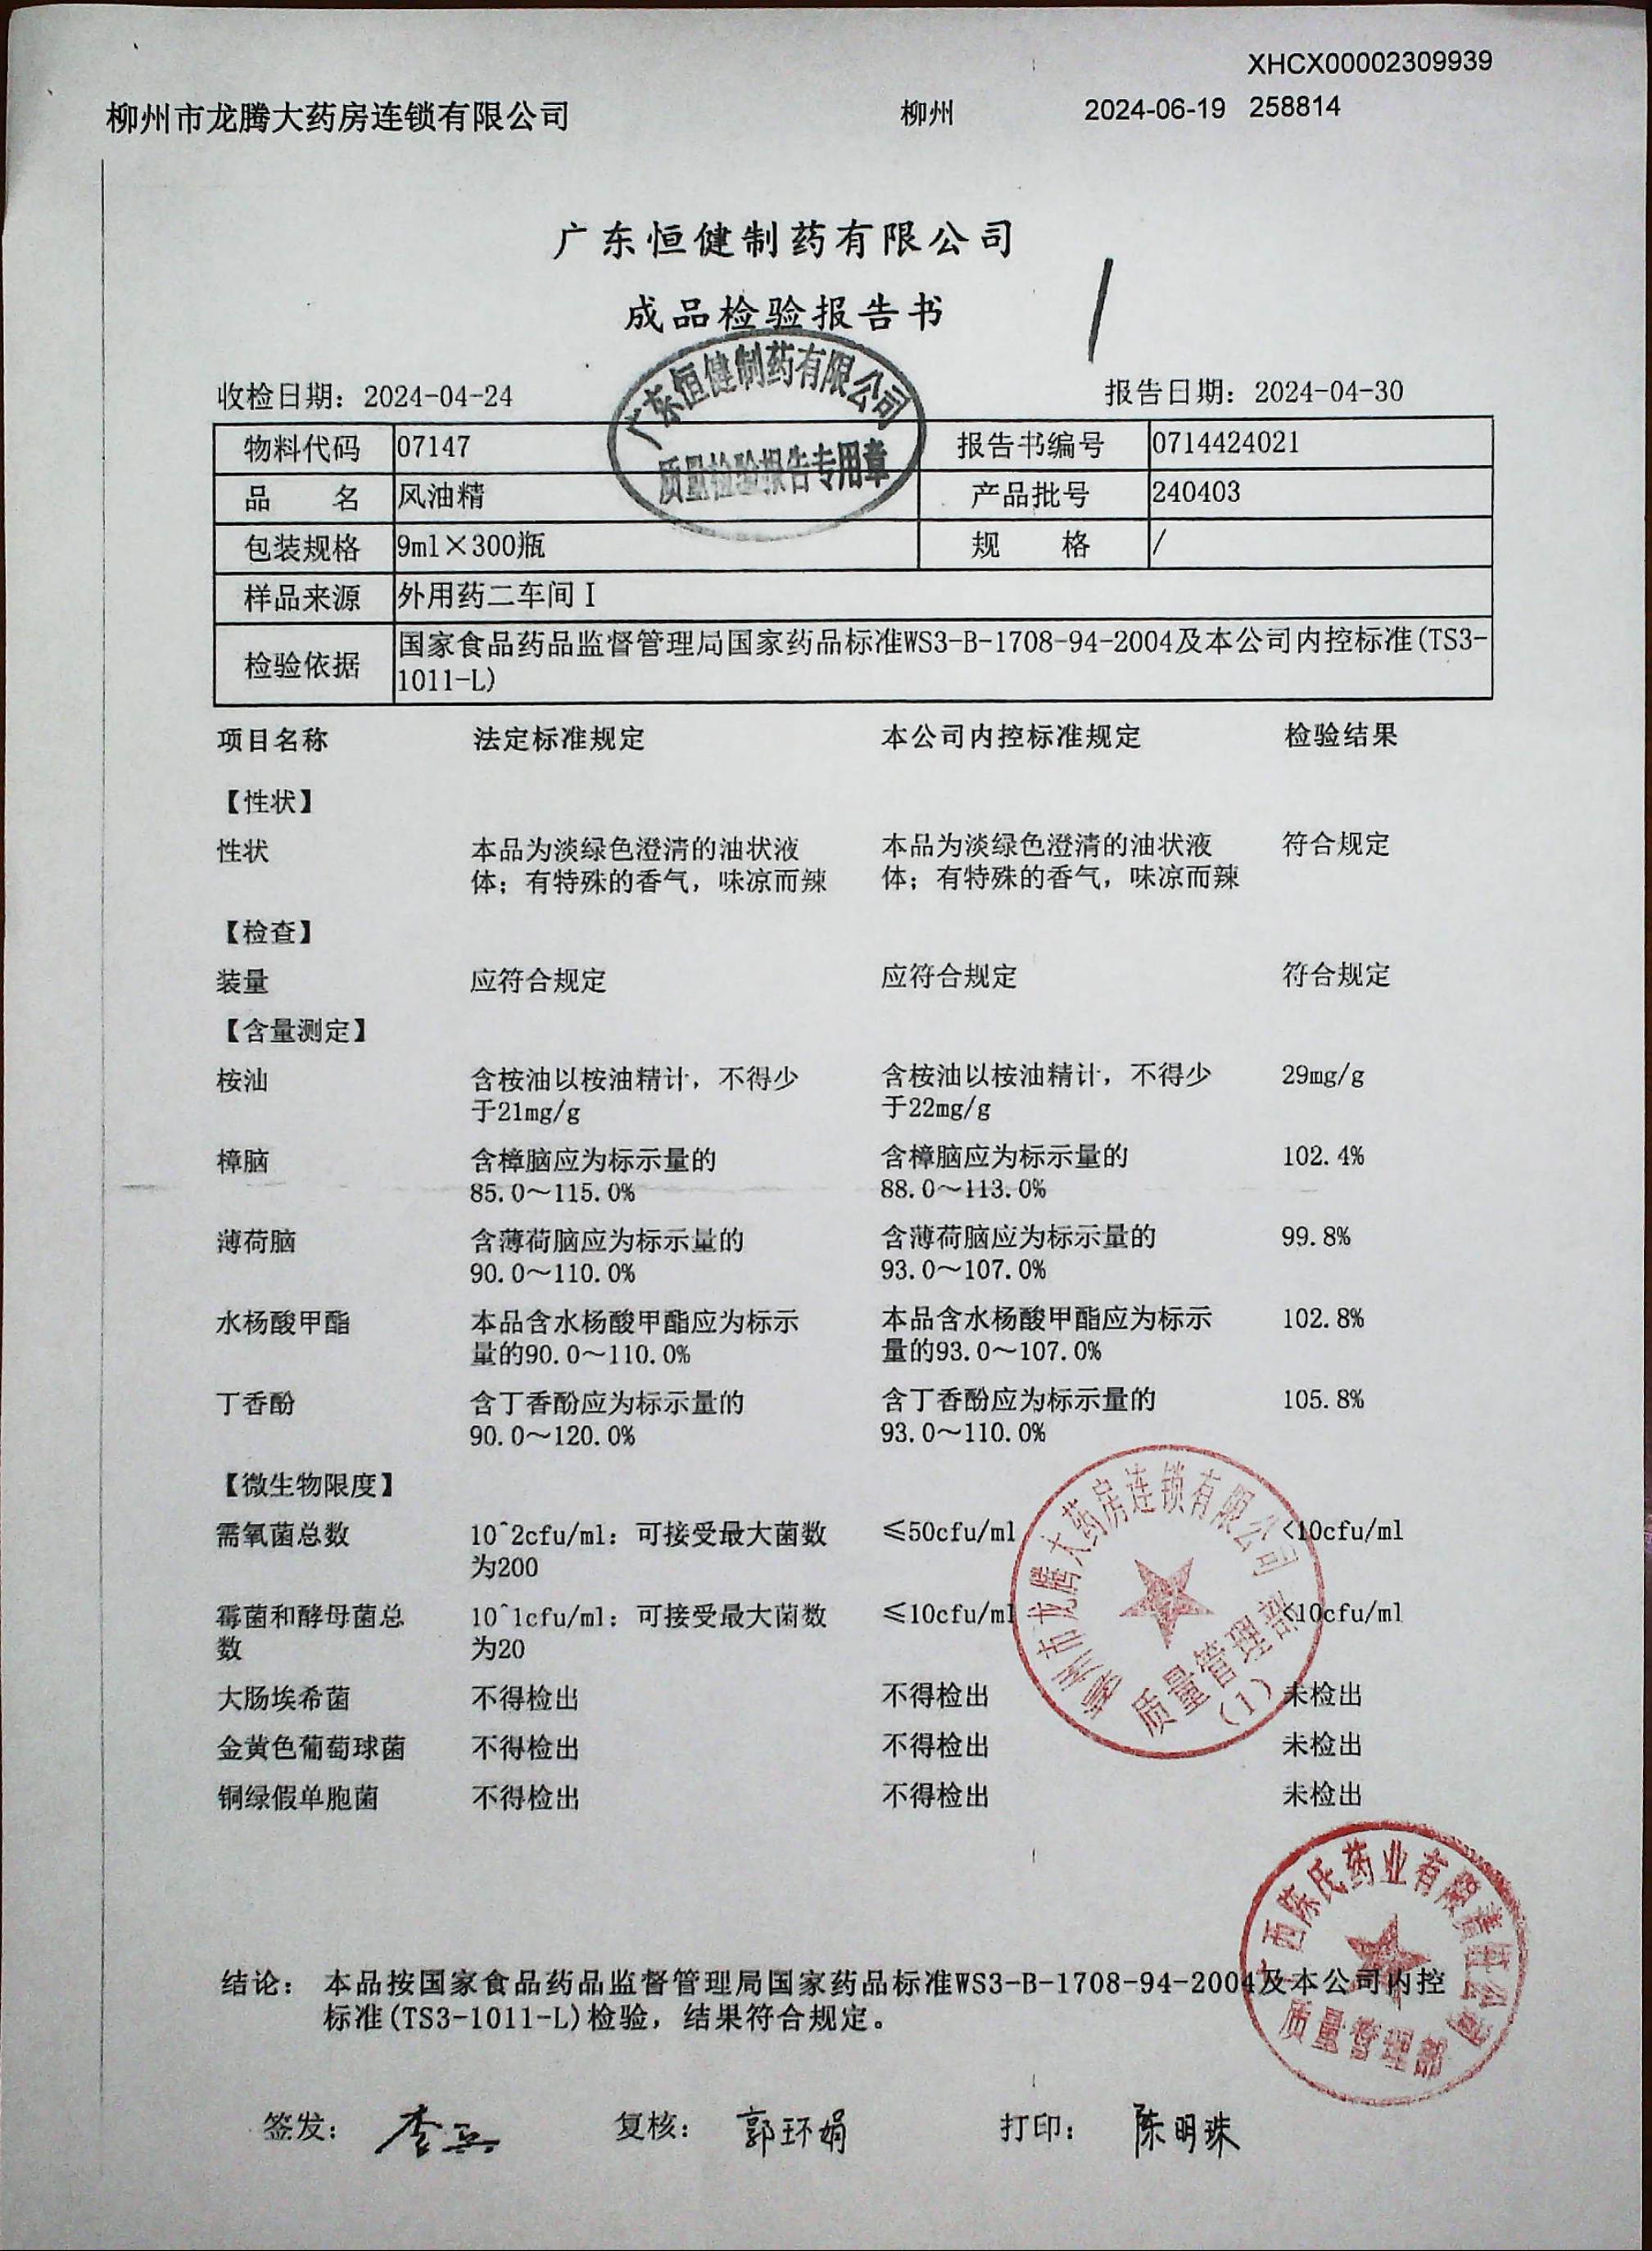 XHCX00002309939
柳州市龙腾大药房连锁有限公司 柳州 2024-06-19 258814
广东恒健制药有限公司
成品检验报告书
广东恒健制药有限公司
质量检验报告专用章
收检日期：2024-04-24 报告日期：2024-04-30
物料代码 07147 报告书编号 0714424021
品 名 风油精 产品批号 240403
包装规格 9ml×300瓶 规 格 /
样品来源 外用药二车间Ⅰ
检验依据 国家食品药品监督管理局国家药品标准WS3-B-1708-94-2004及本公司内控标准(TS3-
1011-L)
项目名称 法定标准规定 本公司内控标准规定 检验结果
【性状】
性状 本品为淡绿色澄清的油状液 本品为淡绿色澄清的油状液 符合规定
体；有特殊的香气，味凉而辣 体；有特殊的香气，味凉而辣
【检查】
装量 应符合规定 应符合规定 符合规定
【含量测定】
桉油 含桉油以桉油精计，不得少 含桉油以桉油精计，不得少 29mg/g
于21mg/g 于22mg/g
樟脑 含樟脑应为标示量的 含樟脑应为标示量的 102.4%
85.0～115.0% 88.0～113.0%
薄荷脑 含薄荷脑应为标示量的 含薄荷脑应为标示量的 99.8%
90.0～110.0% 93.0～107.0%
水杨酸甲酯 本品含水杨酸甲酯应为标示 本品含水杨酸甲酯应为标示 102.8%
量的90.0～110.0% 量的93.0～107.0%
丁香酚 含丁香酚应为标示量的 含丁香酚应为标示量的 105.8%
90.0～120.0% 93.0～110.0%
【微生物限度】
需氧菌总数 10^2cfu/ml：可接受最大菌数 ≤50cfu/ml <10cfu/ml
为200
霉菌和酵母菌总 10^1cfu/ml：可接受最大菌数 ≤10cfu/ml <10cfu/ml
数 为20
大肠埃希菌 不得检出 不得检出 未检出
金黄色葡萄球菌 不得检出 不得检出 未检出
铜绿假单胞菌 不得检出 不得检出 未检出
柳州市龙腾大药房连锁有限公司
质量管理部
(1)
广西陈氏药业有限责任公司
质量管理部
结论： 本品按国家食品药品监督管理局国家药品标准WS3-B-1708-94-2004及本公司内控
标准(TS3-1011-L)检验，结果符合规定。
签发： 复核： 郭环娟 打印： 陈明珠